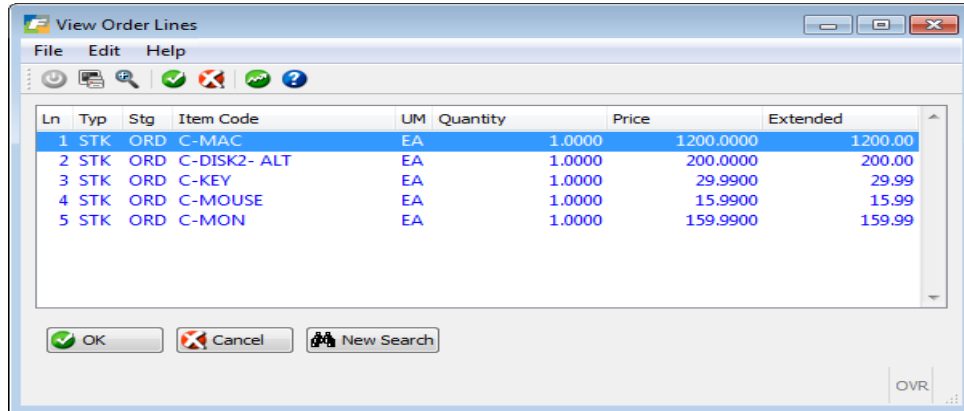 View Order Lines
File Edit Help
Ln Typ Stg Item Code UM Quantity Price Extended
1 STK ORD C-MAC EA 1.0000 1200.0000 1200.00
2 STK ORD C-DISK2- ALT EA 1.0000 200.0000 200.00
3 STK ORD C-KEY EA 1.0000 29.9900 29.99
4 STK ORD C-MOUSE EA 1.0000 15.9900 15.99
5 STK ORD C-MON EA 1.0000 159.9900 159.99
OK Cancel New Search
OVR